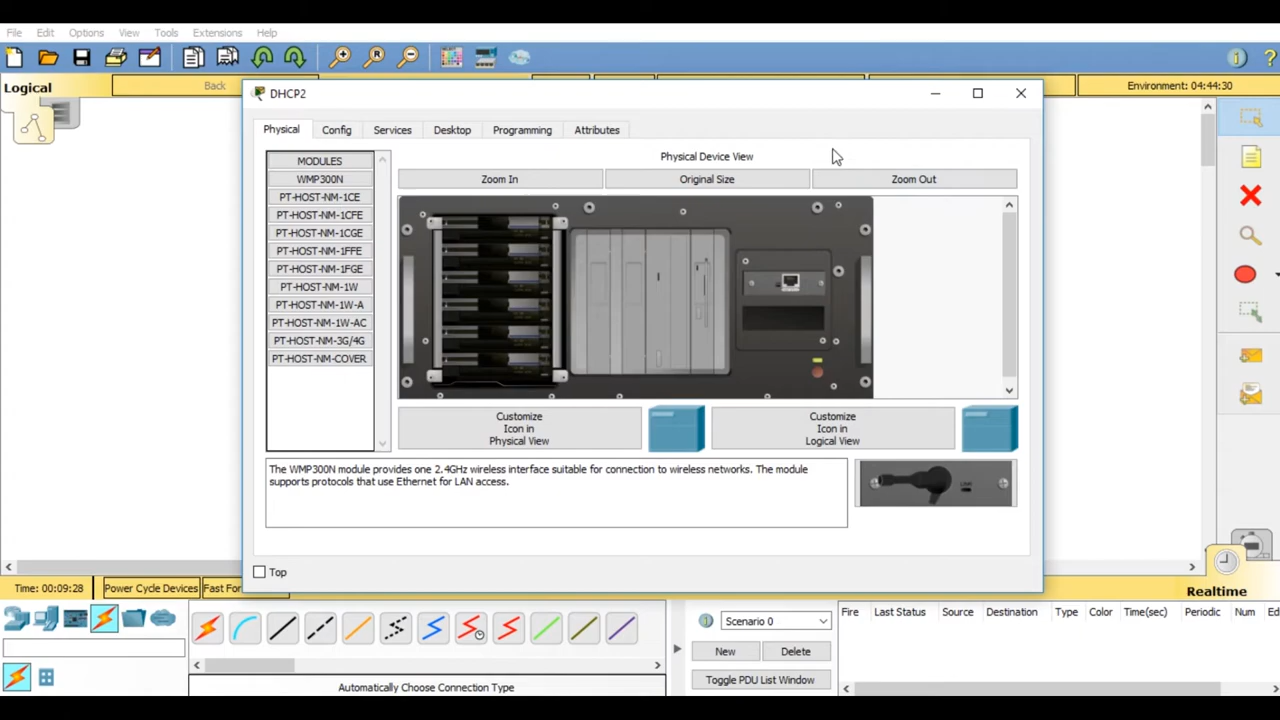 File Edit Options View Tools Extensions Help
Logical
Back
Environment: 04:44:30
DHCP2
Physical Config Services Desktop Programming Attributes
MODULES
WMP300N
PT-HOST-NM-1CE
PT-HOST-NM-1CFE
PT-HOST-NM-1CGE
PT-HOST-NM-1FFE
PT-HOST-NM-1FGE
PT-HOST-NM-1W
PT-HOST-NM-1W-A
PT-HOST-NM-1W-AC
PT-HOST-NM-3G/4G
PT-HOST-NM-COVER
Physical Device View
Zoom In Original Size Zoom Out
Customize
Icon in
Physical View
Customize
Icon in
Logical View
The WMP300N module provides one 2.4GHz wireless interface suitable for connection to wireless networks. The module
supports protocols that use Ethernet for LAN access.
Top
Time: 00:09:28 Power Cycle Devices Fast For
Realtime
Automatically Choose Connection Type
Scenario 0
New Delete
Toggle PDU List Window
Fire Last Status Source Destination Type Color Time(sec) Periodic Num Ed